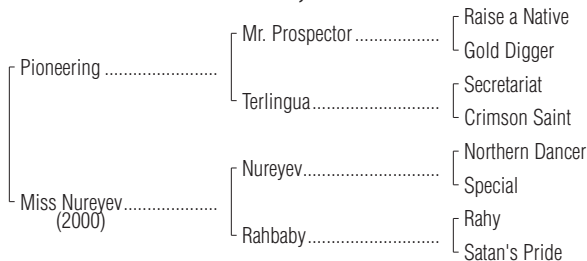 Raise a Native
Mr. Prospector ....................
Gold Digger
Pioneering ...........................
Secretariat
Terlingua..............................
Crimson Saint
Northern Dancer
Nureyev................................
Special
Miss Nureyev......................
(2000)
Rahy
Rahbaby ..............................
Satan's Pride